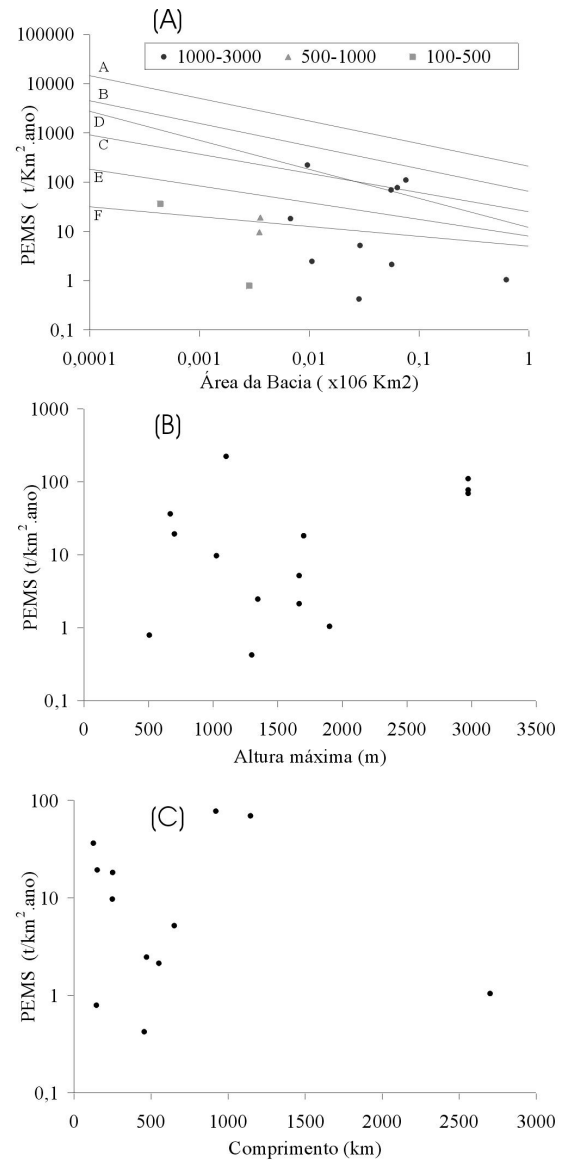 (A)
100000
10000
1000
100
10
1
0,1
1000-3000 500-1000 100-500
A
B
D
C
E
F
PEMS ( t/Km2.ano)
0,0001 0,001 0,01 0,1 1
Área da Bacia ( x106 Km2)
(B)
1000
100
10
1
0,1
PEMS (t/km2.ano)
0 500 1000 1500 2000 2500 3000 3500
Altura máxima (m)
(C)
100
10
1
0,1
PEMS (t/km2.ano)
0 500 1000 1500 2000 2500 3000
Comprimento (km)